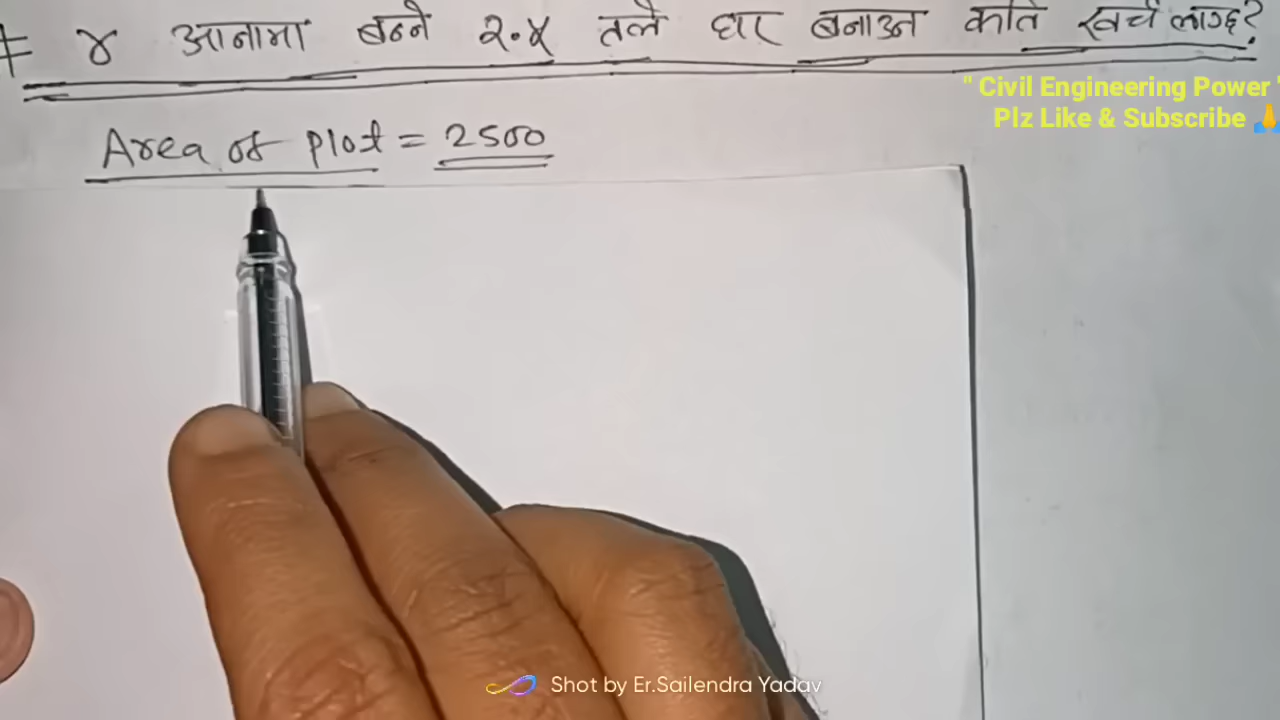 # ४ आनामा बन्ने २.५ तले घर बनाउन कति खर्च लाग्छ?
" Civil Engineering Power "
Plz Like & Subscribe 🙏
Area of Plot = 2500
Shot by Er.Sailendra Yadav